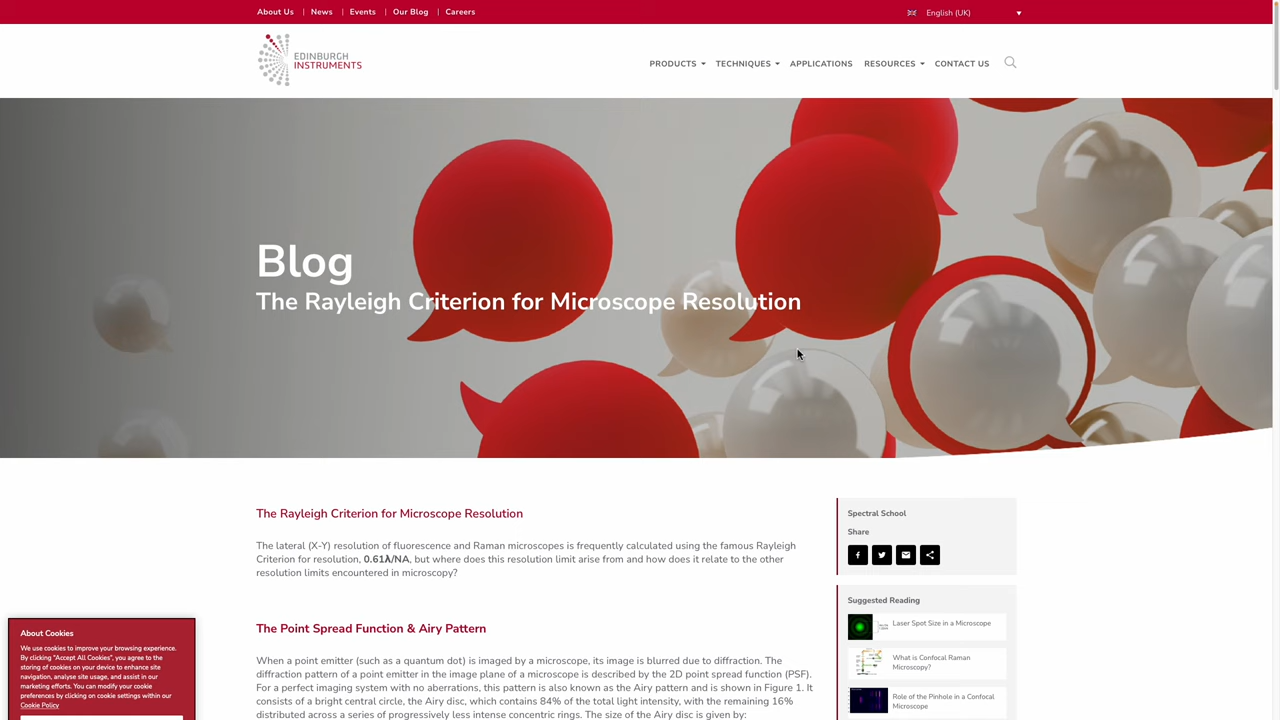 About Us
News
Events
Our Blog
Careers
English (UK)
EDINBURGH
INSTRUMENTS
PRODUCTS
TECHNIQUES
APPLICATIONS
RESOURCES
CONTACT US
Blog
The Rayleigh Criterion for Microscope Resolution
The Rayleigh Criterion for Microscope Resolution
The lateral (X-Y) resolution of fluorescence and Raman microscopes is frequently calculated using the famous Rayleigh
Criterion for resolution, 0.61λ/NA, but where does this resolution limit arise from and how does it relate to the other
resolution limits encountered in microscopy?
The Point Spread Function & Airy Pattern
When a point emitter (such as a quantum dot) is imaged by a microscope, its image is blurred due to diffraction. The
diffraction pattern of a point emitter in the image plane of a microscope is described by the 2D point spread function (PSF).
For a perfect imaging system with no aberrations, this pattern is also known as the Airy pattern and is shown in Figure 1. It
consists of a bright central circle, the Airy disc, which contains 84% of the total light intensity, with the remaining 16%
distributed across a series of progressively less intense concentric rings. The size of the Airy disc is given by:
Spectral School
Share
Suggested Reading
Laser Spot Size in a Microscope
What is Confocal Raman
Microscopy?
Role of the Pinhole in a Confocal
Microscope
About Cookies
We use cookies to improve your browsing experience.
By clicking "Accept All Cookies", you agree to the
storing of cookies on your device to enhance site
navigation, analyse site usage, and assist in our
marketing efforts. You can modify your cookie
preferences by clicking on cookie settings within our
Cookie Policy